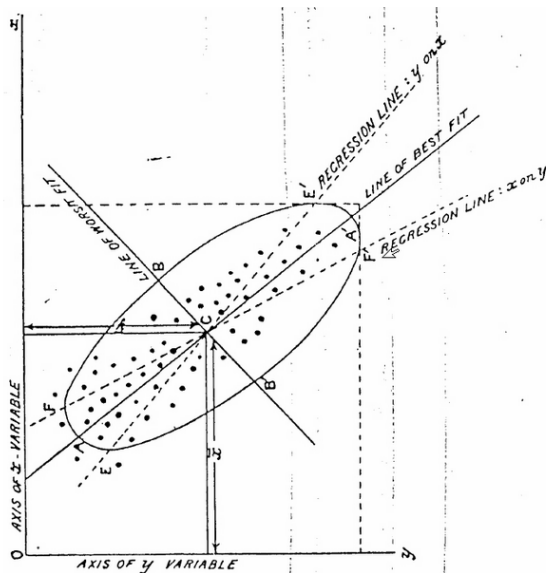 x
REGRESSION LINE: y on x
LINE OF BEST FIT
E'
LINE OF WORST FIT
REGRESSION LINE: x on y
A'
F'
B
C
ȳ
F
B'
A
E
x̄
AXIS OF x-VARIABLE
O
AXIS OF y VARIABLE
y